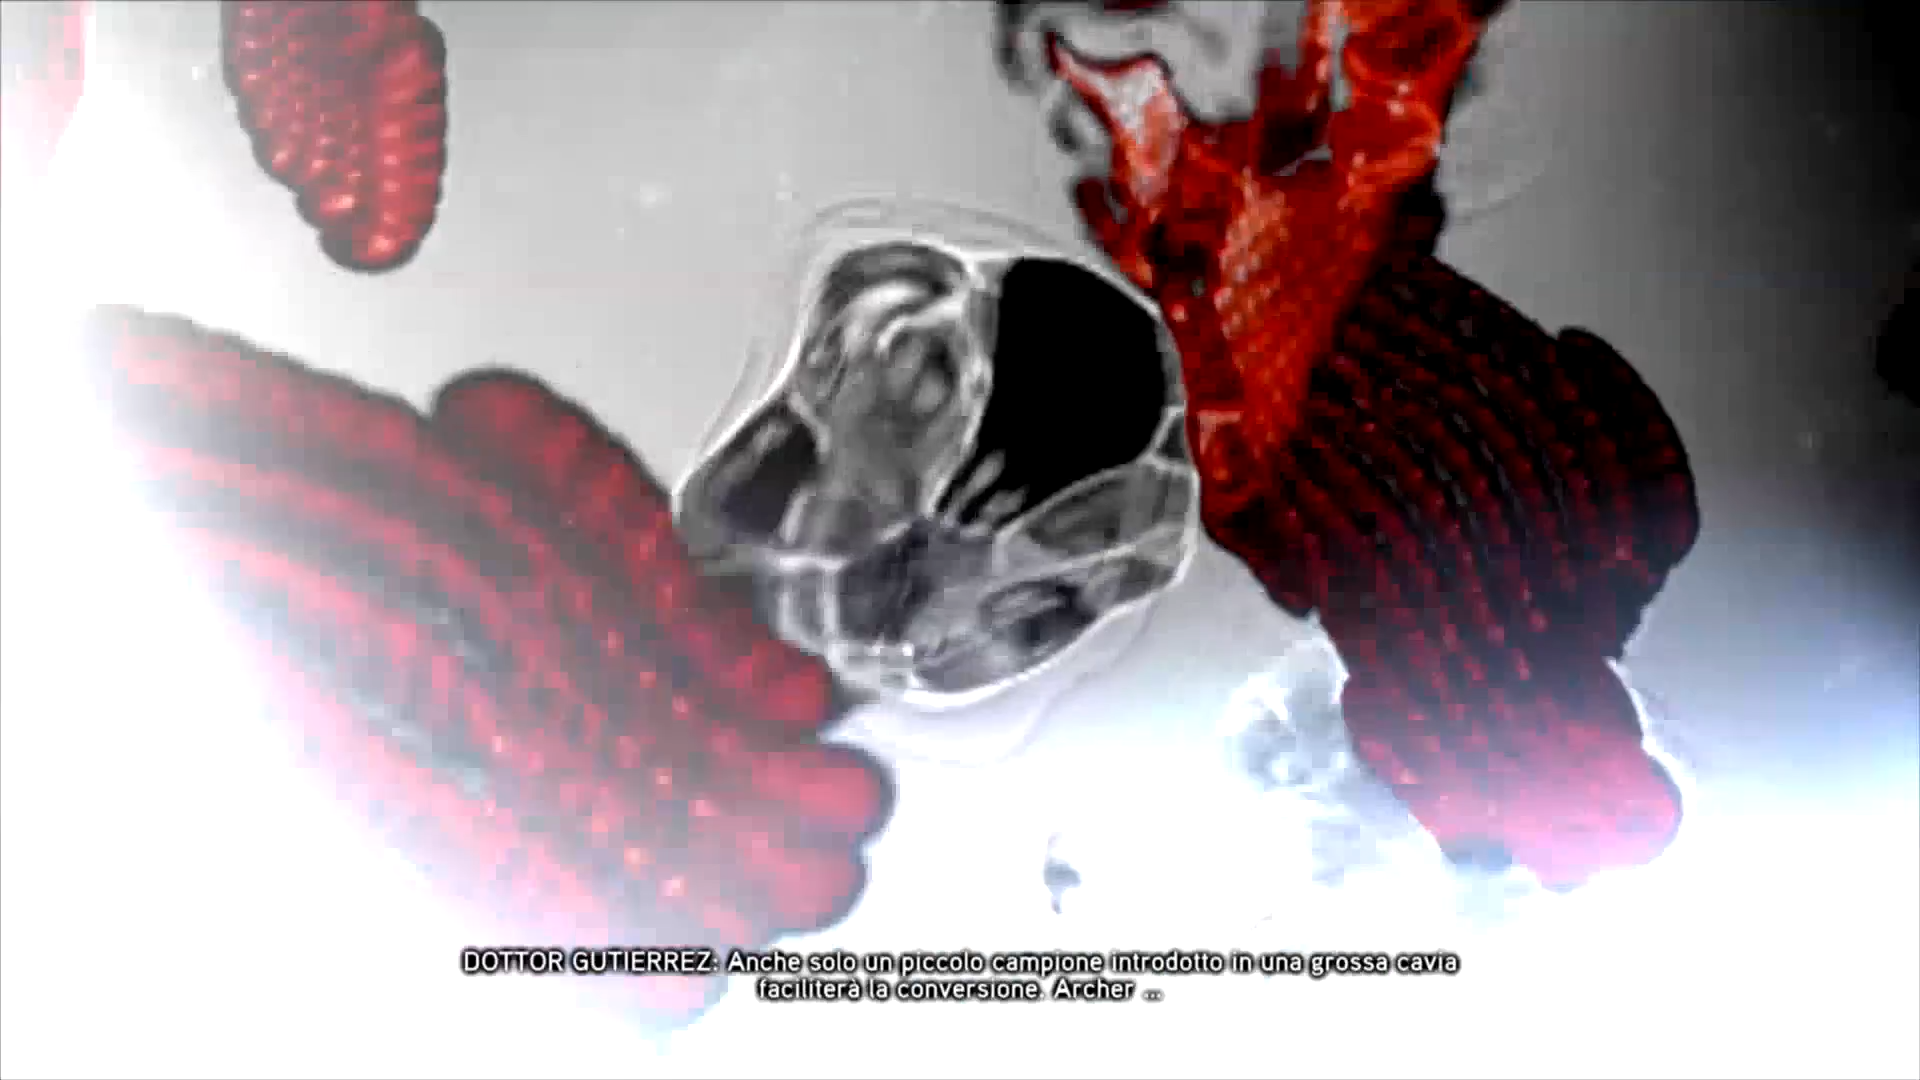 DOTTOR GUTIERREZ: Anche solo un piccolo campione introdotto in una grossa cavia
faciliterà la conversione. Archer ...